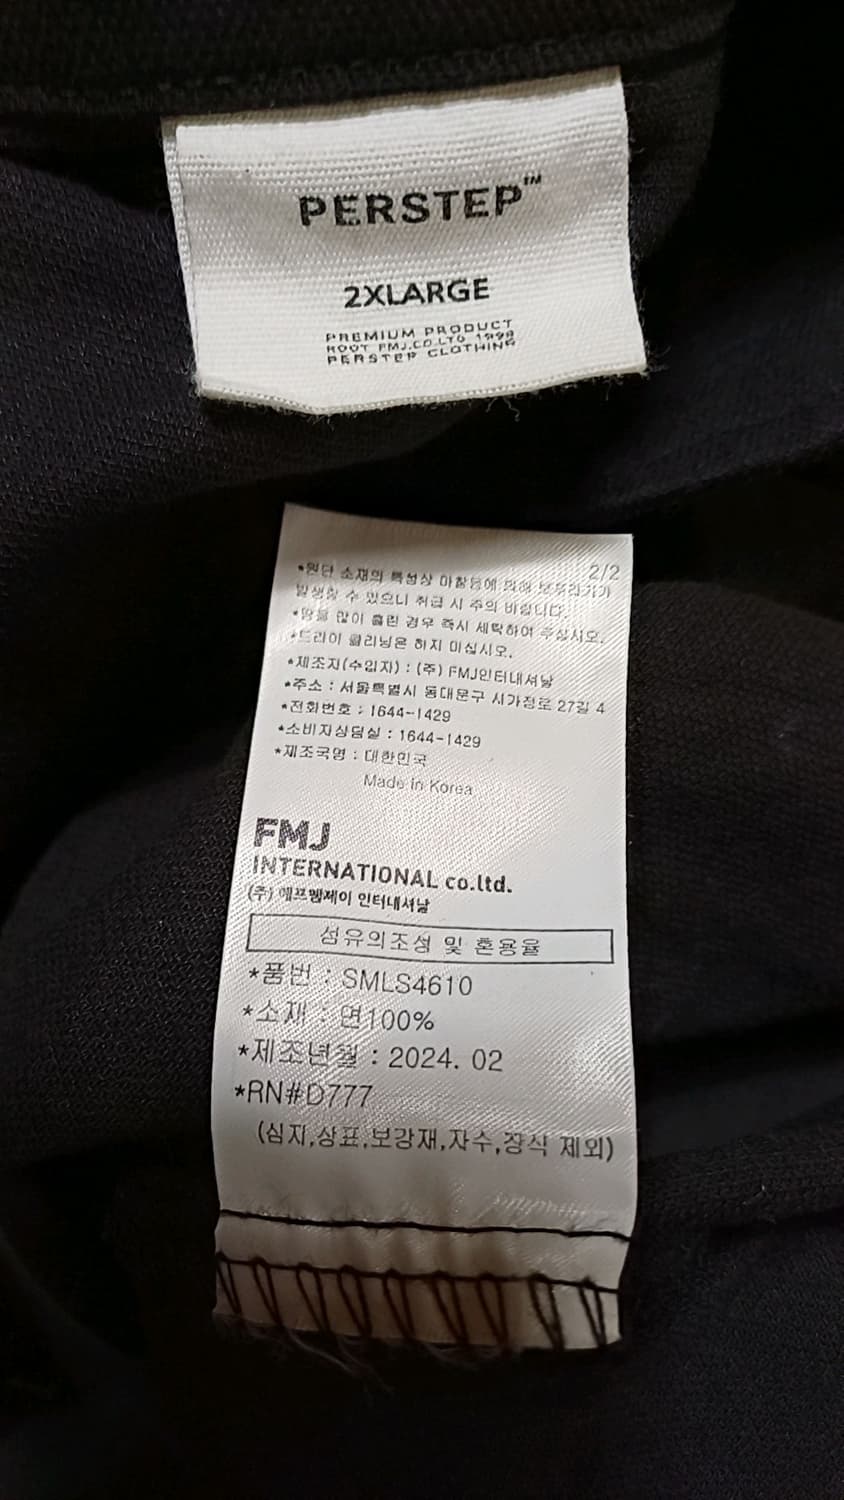 PERSTEP™
2XLARGE
PREMIUM PRODUCT
ROOT FMJ.CO.LTD 1999
PERSTEP CLOTHING
2/2
*원단 소재의 특성상 마찰등에 의해 보푸라기가
발생할 수 있으니 취급 시 주의 바랍니다.
*땀을 많이 흘린 경우 즉시 세탁하여 주십시오.
*드라이 클리닝은 하지 마십시오.
*제조자(수입자) : (주) FMJ인터내셔날
*주소 : 서울특별시 동대문구 시가정로 27길 4
*전화번호 : 1644-1429
*소비자상담실 : 1644-1429
*제조국명 : 대한민국
Made in Korea
FMJ
INTERNATIONAL co.ltd.
(주) 에프엠제이 인터내셔날
섬유의조성 및 혼용율
*품번 : SMLS4610
*소재 : 면100%
*제조년월 : 2024. 02
*RN#D777
(심지,상표,보강재,자수,장식 제외)